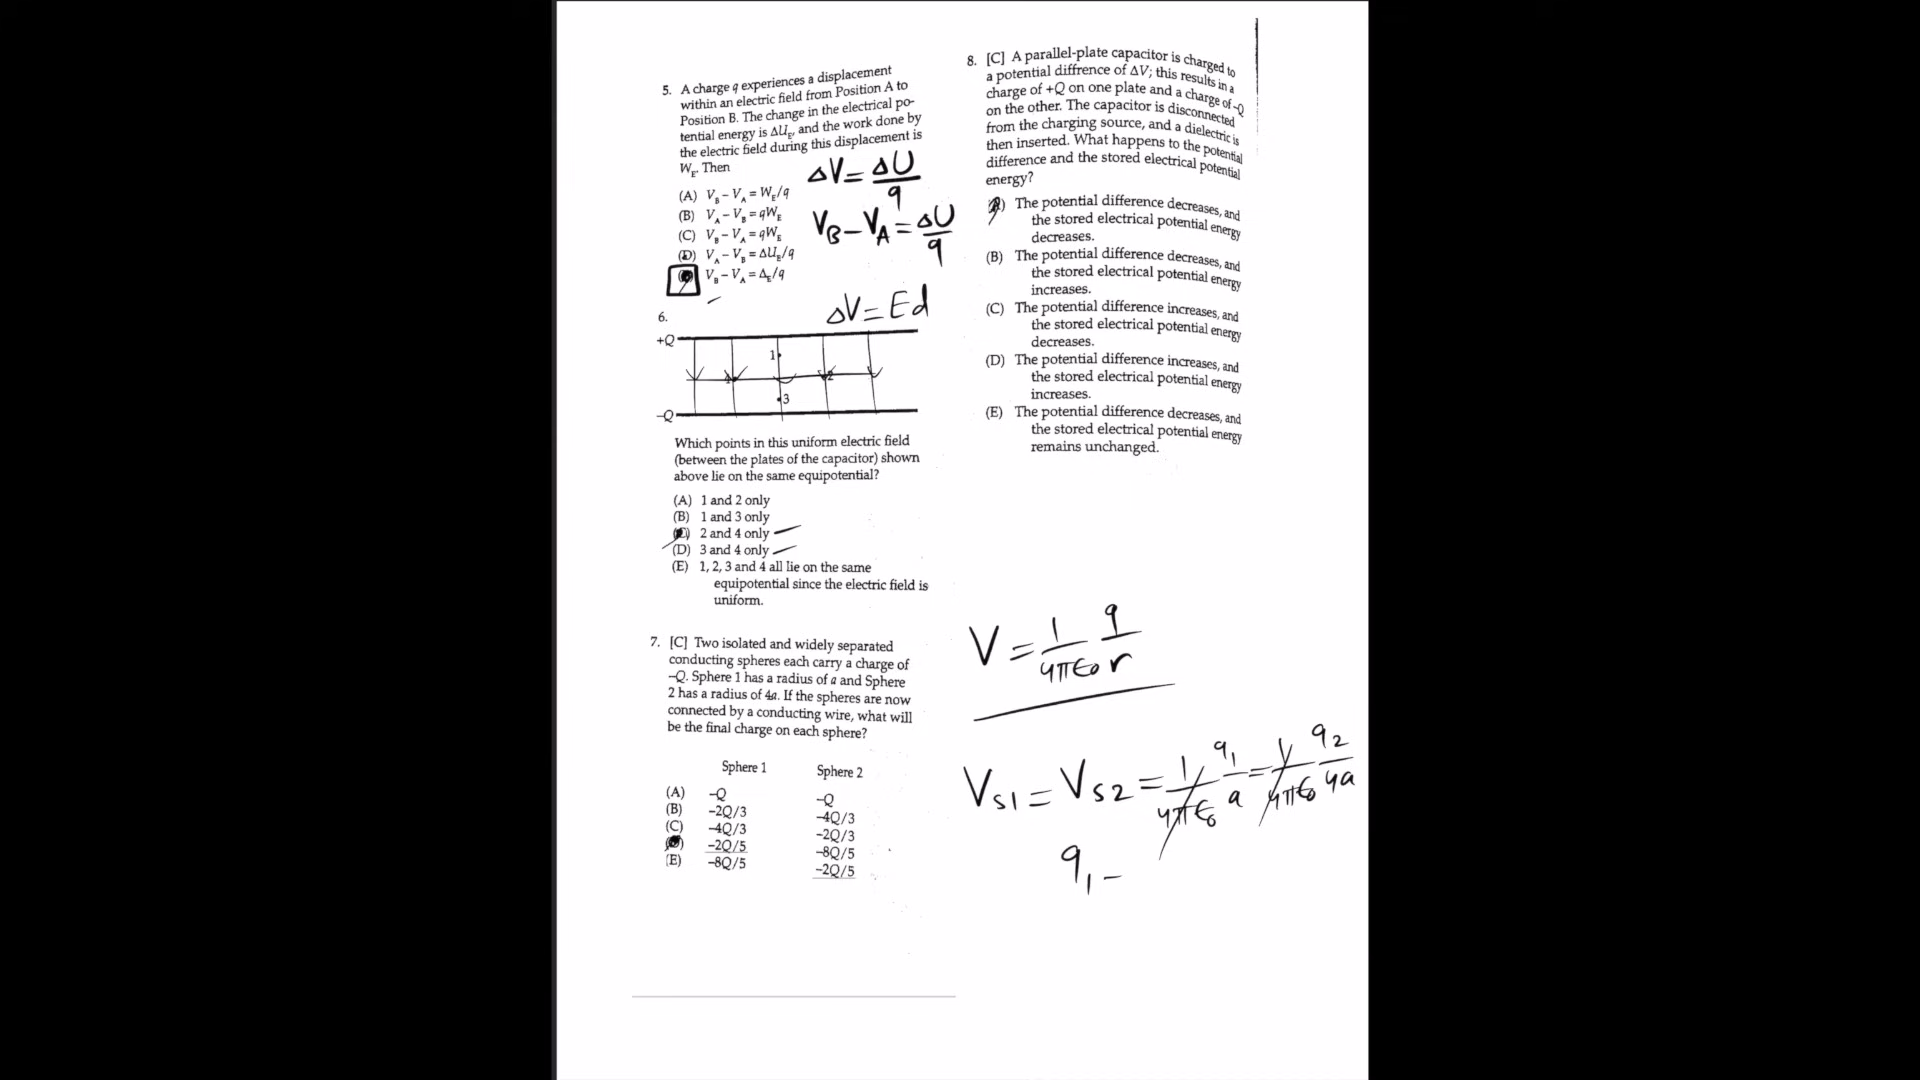 5. A charge q experiences a displacement
within an electric field from Position A to
Position B. The change in the electrical po-
tential energy is ΔU_E, and the work done by
the electric field during this displacement is
W_E. Then
(A) V_B – V_A = W_E/q
(B) V_A – V_B = qW_E
(C) V_B – V_A = qW_E
(D) V_A – V_B = ΔU_E/q
V_B – V_A = Δ_E/q
ΔV = ΔU/q
V_B – V_A = ΔU/q
ΔV = Ed
6.
+Q
1
4
2
3
–Q
Which points in this uniform electric field
(between the plates of the capacitor) shown
above lie on the same equipotential?
(A) 1 and 2 only
(B) 1 and 3 only
(C) 2 and 4 only
(D) 3 and 4 only
(E) 1, 2, 3 and 4 all lie on the same
equipotential since the electric field is
uniform.
7. [C] Two isolated and widely separated
conducting spheres each carry a charge of
–Q. Sphere 1 has a radius of a and Sphere
2 has a radius of 4a. If the spheres are now
connected by a conducting wire, what will
be the final charge on each sphere?
Sphere 1 Sphere 2
(A) –Q –Q
(B) –2Q/3 –4Q/3
(C) –4Q/3 –2Q/3
–2Q/5 –8Q/5
(E) –8Q/5 –2Q/5
8. [C] A parallel-plate capacitor is charged to
a potential diffrence of ΔV; this results in a
charge of +Q on one plate and a charge of –Q
on the other. The capacitor is disconnected
from the charging source, and a dielectric is
then inserted. What happens to the potential
difference and the stored electrical potential
energy?
(A) The potential difference decreases, and
the stored electrical potential energy
decreases.
(B) The potential difference decreases, and
the stored electrical potential energy
increases.
(C) The potential difference increases, and
the stored electrical potential energy
decreases.
(D) The potential difference increases, and
the stored electrical potential energy
increases.
(E) The potential difference decreases, and
the stored electrical potential energy
remains unchanged.
V = 1/4πε₀ q/r
V_S1 = V_S2 = 1/4πε₀ q₁/a = 1/4πε₀ q₂/4a
q₁ –